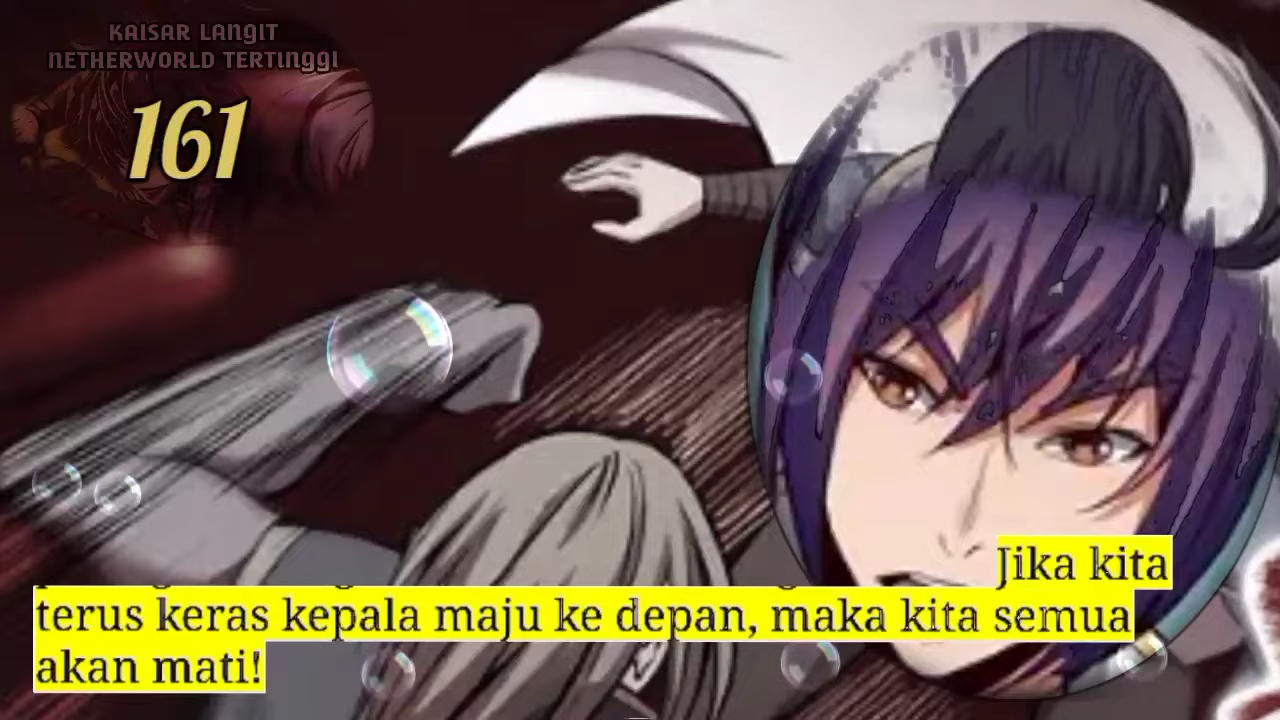 KAISAR LANGIT
NETHERWORLD TERTINGGI
161
Jika kita
terus keras kepala maju ke depan, maka kita semua
akan mati!